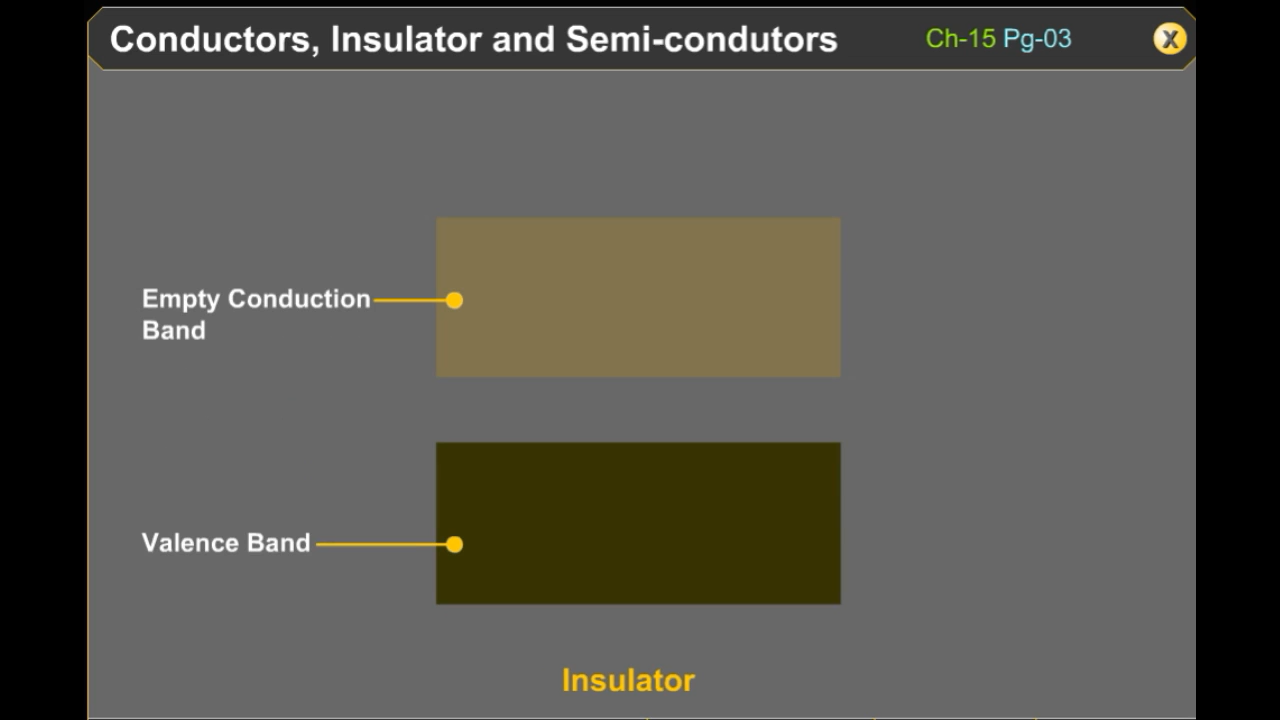 Conductors, Insulator and Semi-condutors
Ch-15 Pg-03
X
Empty Conduction
Band
Valence Band
Insulator